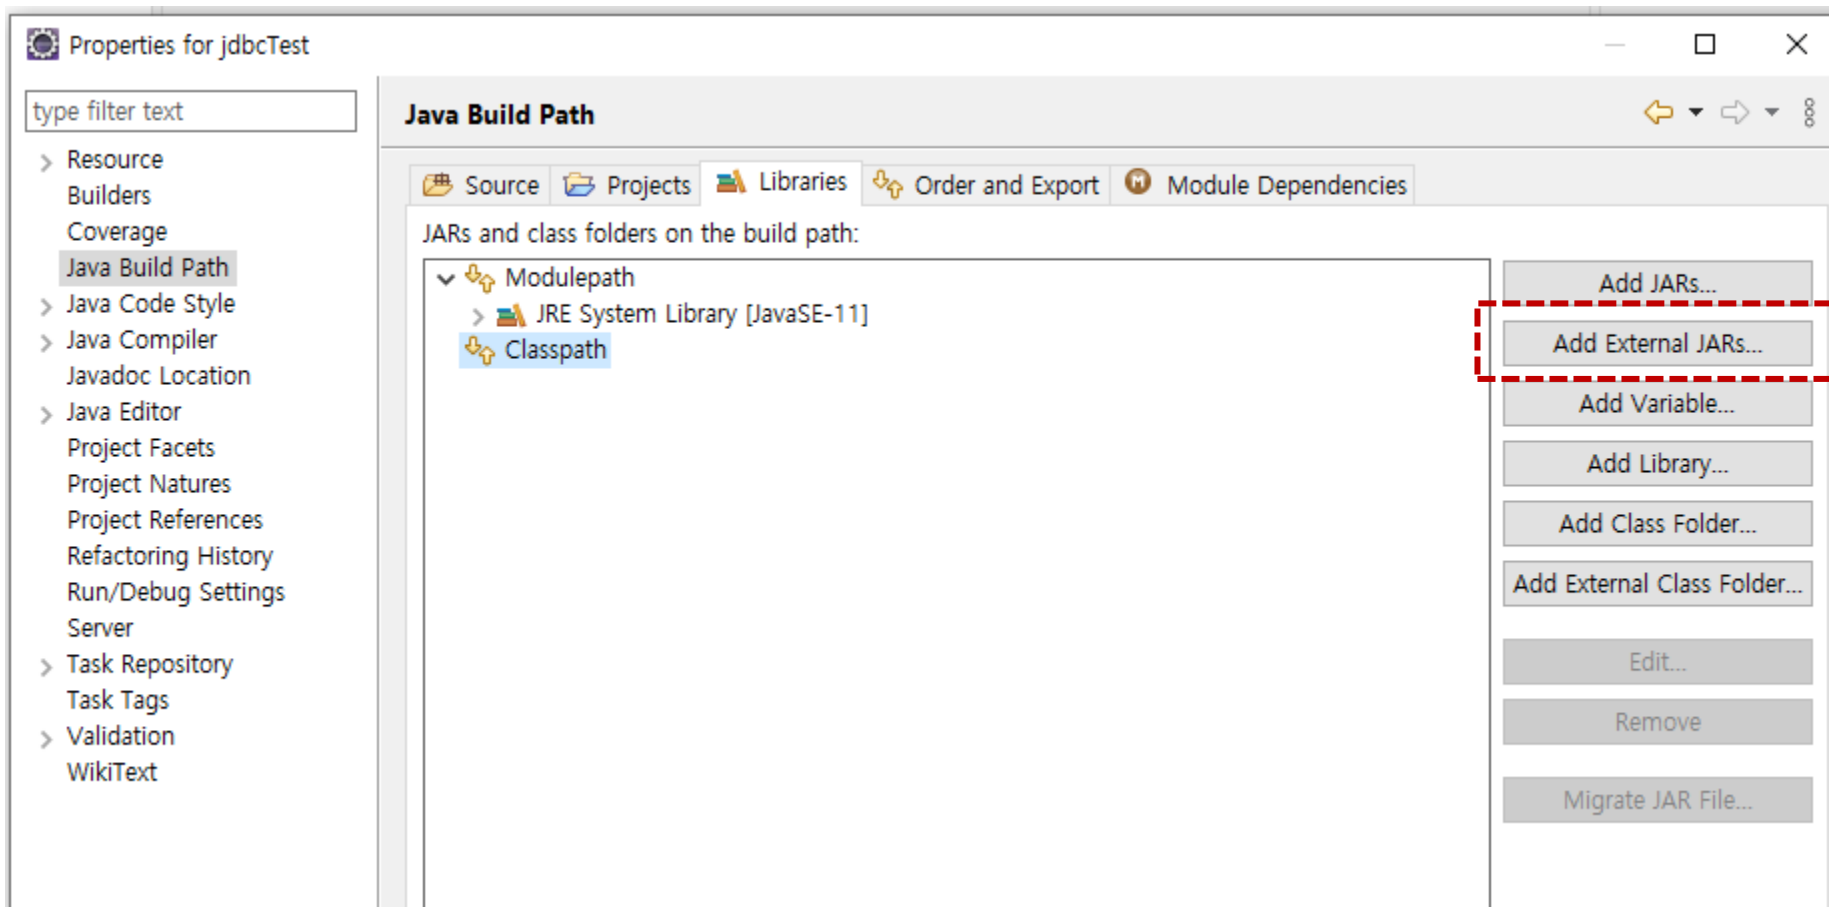 Properties for jdbcTest
type filter text
Resource
Builders
Coverage
Java Build Path
Java Code Style
Java Compiler
Javadoc Location
Java Editor
Project Facets
Project Natures
Project References
Refactoring History
Run/Debug Settings
Server
Task Repository
Task Tags
Validation
WikiText
Java Build Path
Source Projects Libraries Order and Export M Module Dependencies
JARs and class folders on the build path:
Modulepath
JRE System Library [JavaSE-11]
Classpath
Add JARs...
Add External JARs...
Add Variable...
Add Library...
Add Class Folder...
Add External Class Folder...
Edit...
Remove
Migrate JAR File...